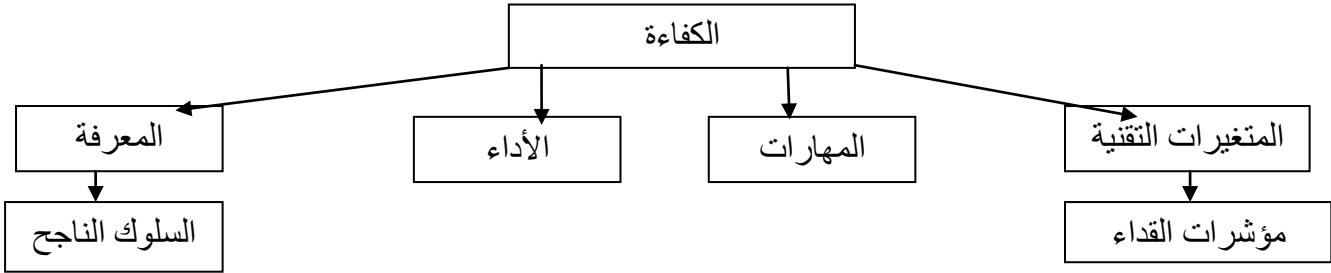 الكفاءة
المتغيرات التقنية
المهارات
الأداء
المعرفة
مؤشرات القداء
السلوك الناجح